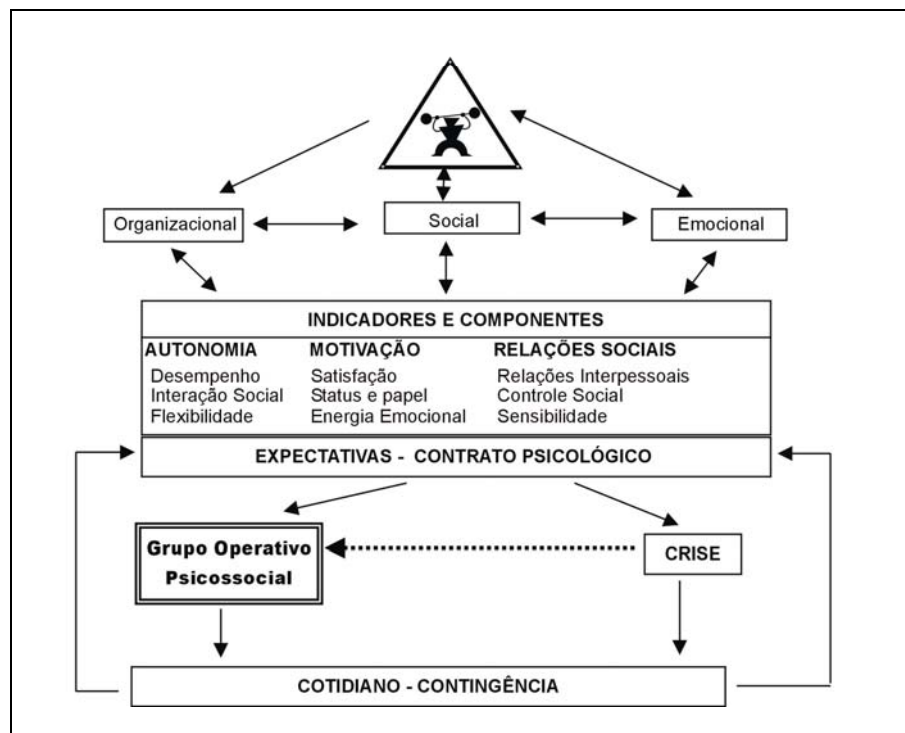 Organizacional
Social
Emocional
INDICADORES E COMPONENTES
AUTONOMIA MOTIVAÇÃO RELAÇÕES SOCIAIS
Desempenho Satisfação Relações Interpessoais
Interação Social Status e papel Controle Social
Flexibilidade Energia Emocional Sensibilidade
EXPECTATIVAS - CONTRATO PSICOLÓGICO
Grupo Operativo
Psicossocial
CRISE
COTIDIANO - CONTINGÊNCIA